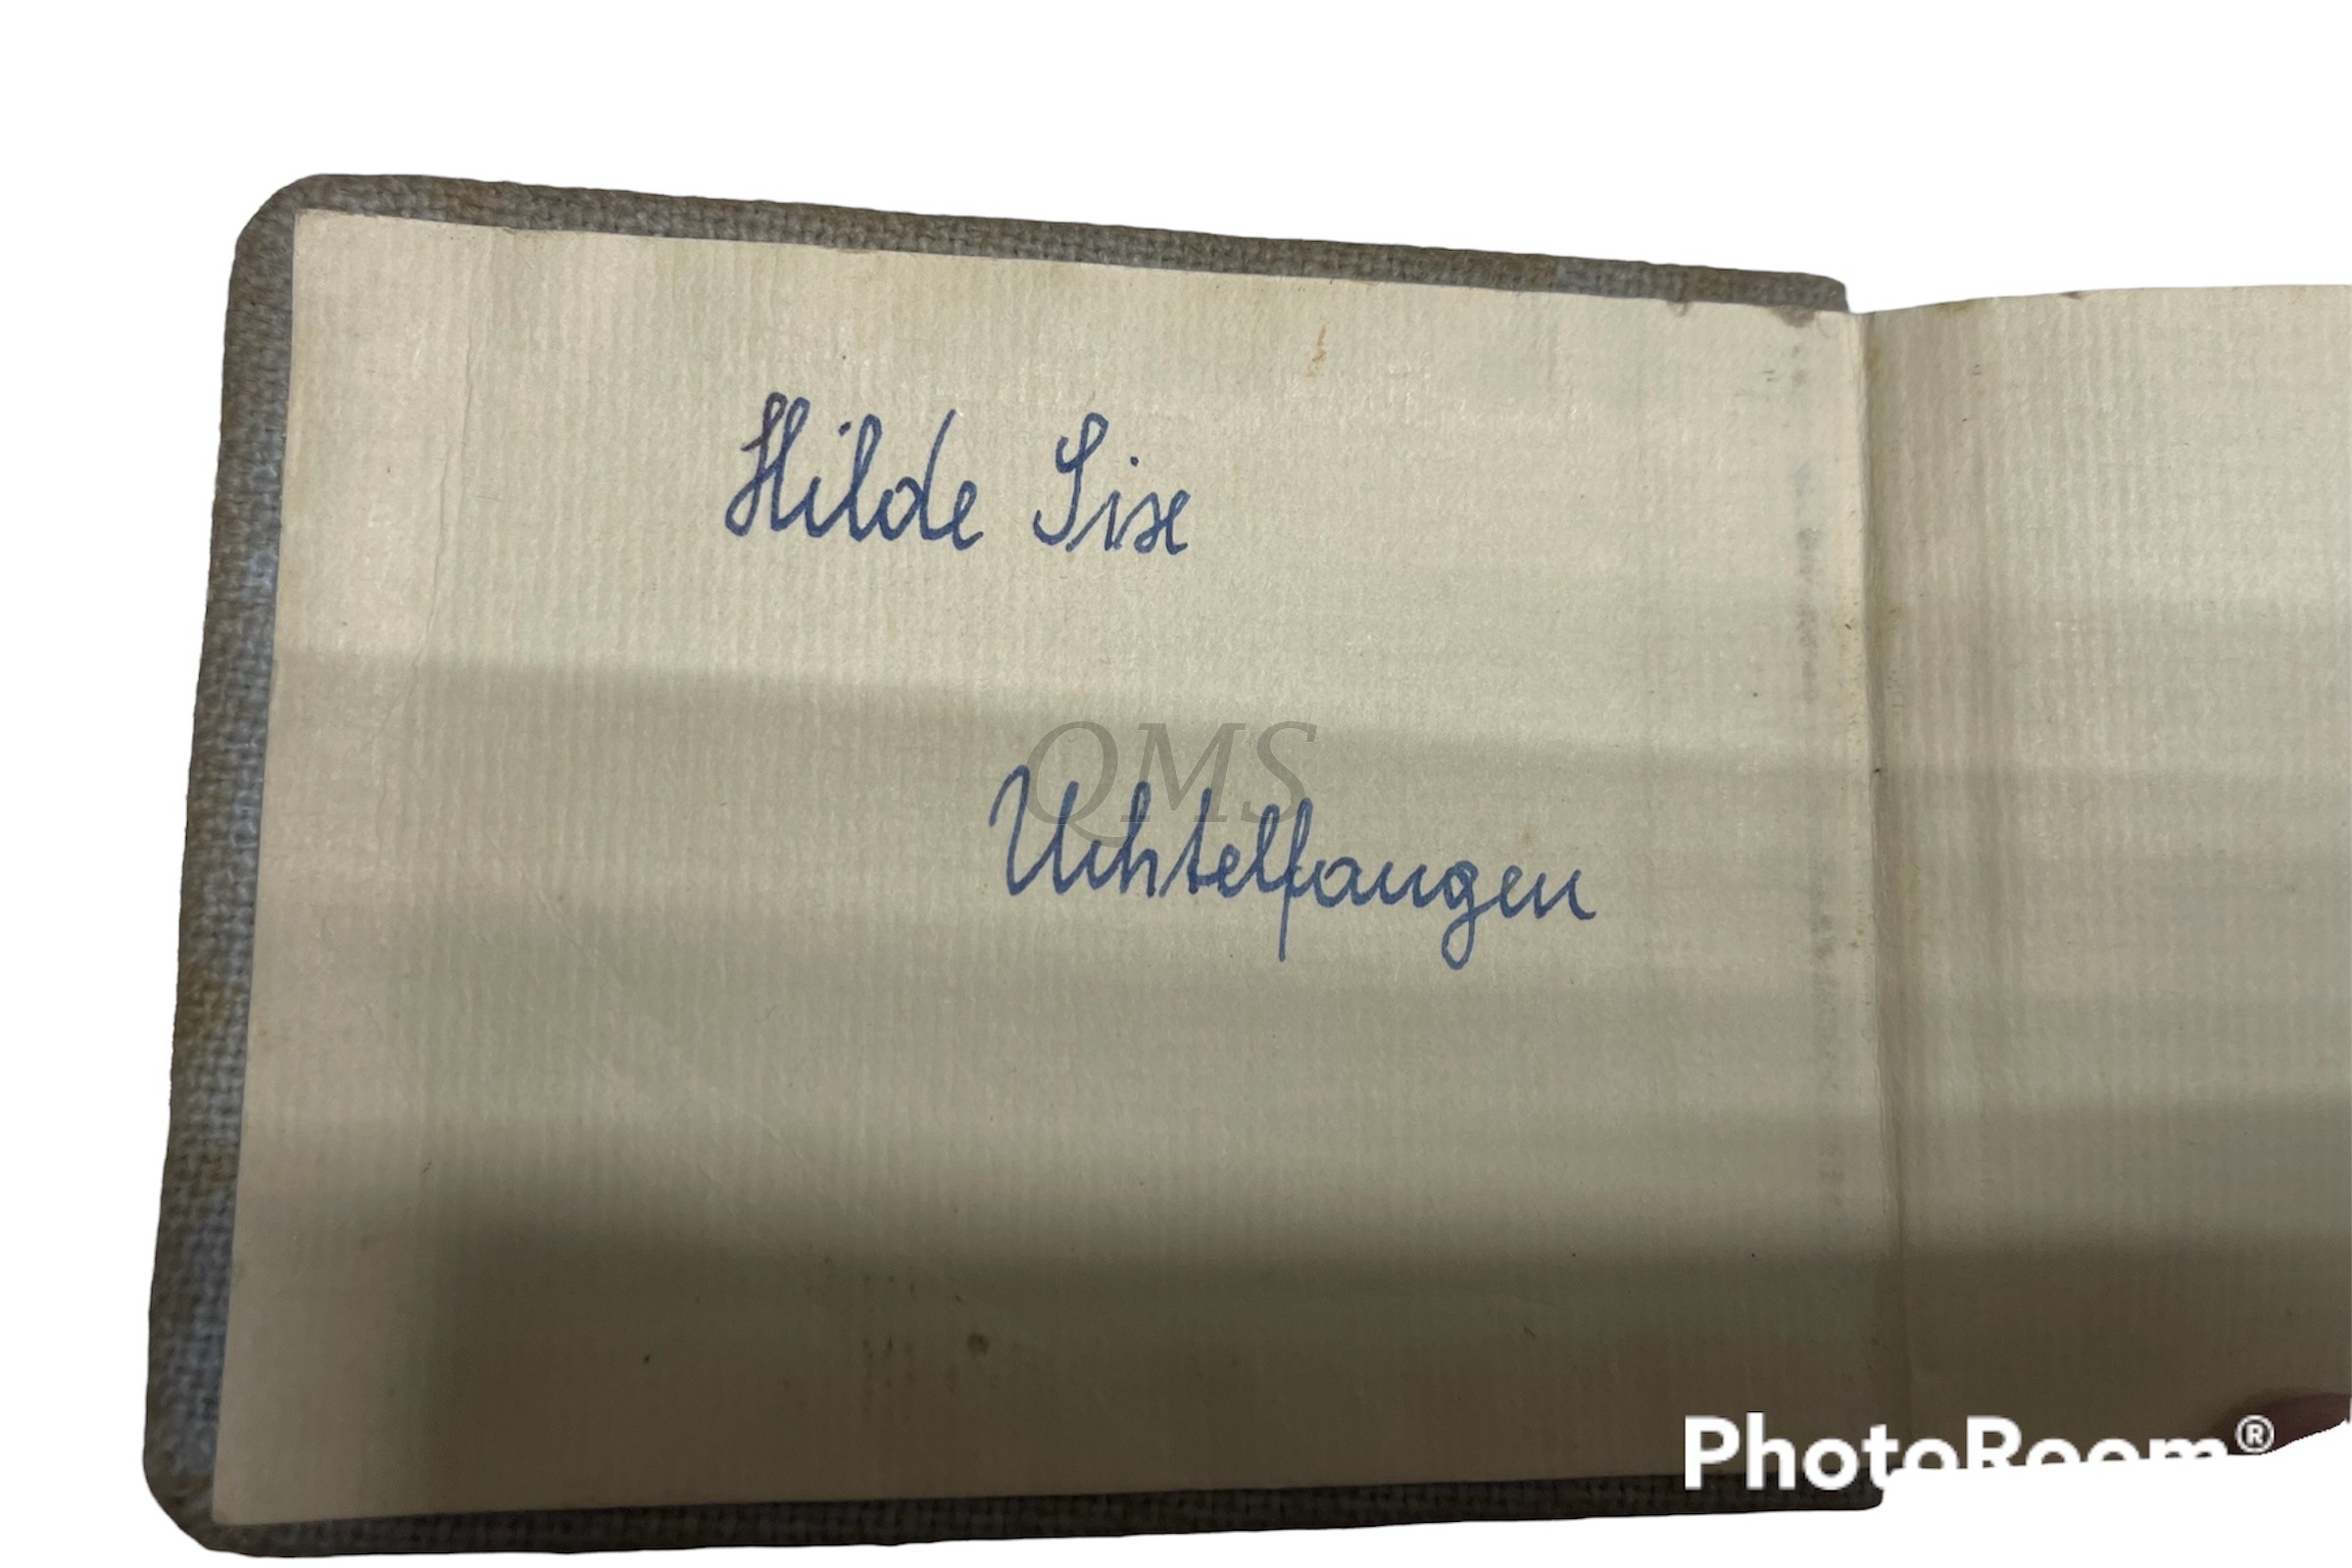 Hilde Sise
QMS
Uchtelfangen
PhotoRoom®